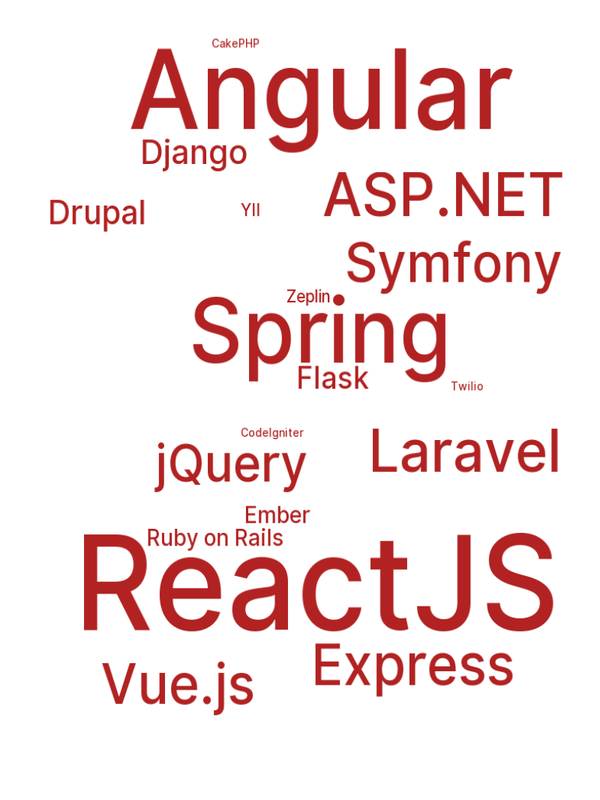 CakePHP
Angular
Django
ASP.NET
Drupal
YII
Symfony
Zeplin
Spring
Flask
Twilio
CodeIgniter
Laravel
jQuery
Ember
Ruby on Rails
ReactJS
Express
Vue.js